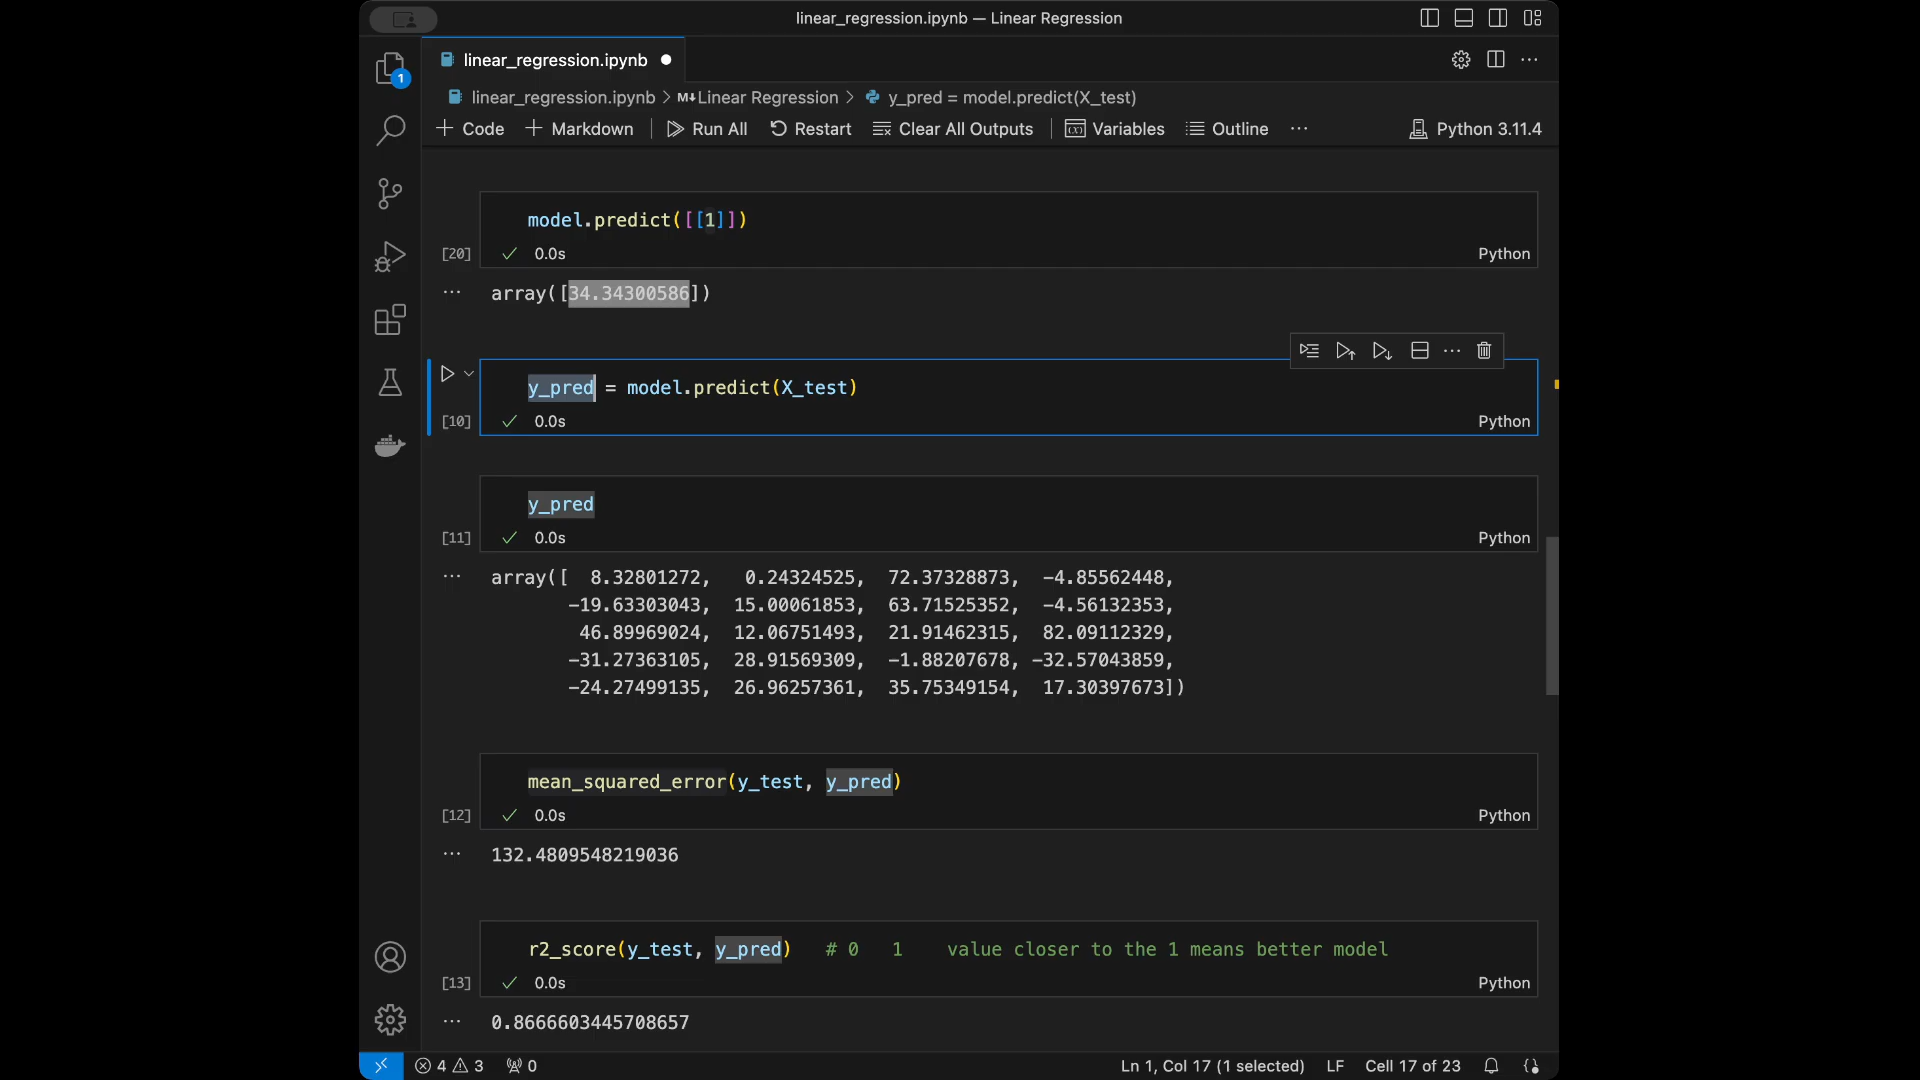 linear_regression.ipynb — Linear Regression
1
linear_regression.ipynb
linear_regression.ipynb > M↓Linear Regression > y_pred = model.predict(X_test)
+ Code + Markdown | Run All Restart Clear All Outputs | Variables Outline ... Python 3.11.4
model.predict([[1]])
[20] ✓ 0.0s Python
... array([34.34300586])
y_pred = model.predict(X_test)
[10] ✓ 0.0s Python
y_pred
[11] ✓ 0.0s Python
... array([ 8.32801272, 0.24324525, 72.37328873, -4.85562448,
-19.63303043, 15.00061853, 63.71525352, -4.56132353,
46.89969024, 12.06751493, 21.91462315, 82.09112329,
-31.27363105, 28.91569309, -1.88207678, -32.57043859,
-24.27499135, 26.96257361, 35.75349154, 17.30397673])
mean_squared_error(y_test, y_pred)
[12] ✓ 0.0s Python
... 132.4809548219036
r2_score(y_test, y_pred) # 0 1 value closer to the 1 means better model
[13] ✓ 0.0s Python
... 0.8666603445708657
4 3 0 Ln 1, Col 17 (1 selected) LF Cell 17 of 23